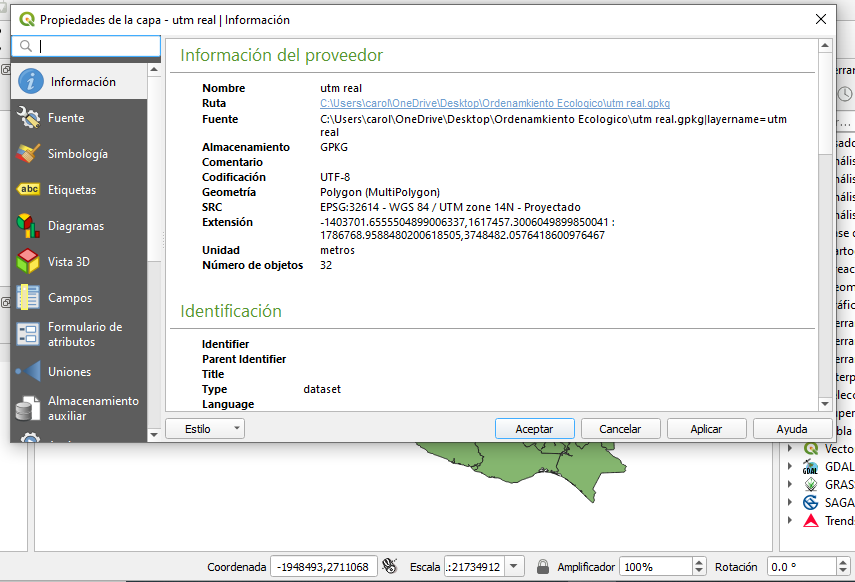 Propiedades de la capa - utm real | Información
Información
Fuente
Simbología
abc
Etiquetas
Diagramas
Vista 3D
Campos
Formulario de
atributos
Uniones
Almacenamiento
auxiliar
Información del proveedor
Nombre utm real
Ruta C:\Users\carol\OneDrive\Desktop\Ordenamkiento Ecologico\utm real.gpkg
Fuente C:\Users\carol\OneDrive\Desktop\Ordenamkiento Ecologico\utm real.gpkg|layername=utm
real
Almacenamiento GPKG
Comentario
Codificación UTF-8
Geometría Polygon (MultiPolygon)
SRC EPSG:32614 - WGS 84 / UTM zone 14N - Proyectado
Extensión -1403701.6555504899006337,1617457.3006049899850041 :
1786768.9588480200618505,3748482.0576418600976467
Unidad metros
Número de objetos 32
Identificación
Identifier
Parent Identifier
Title
Type dataset
Language
Estilo
Aceptar
Cancelar
Aplicar
Ayuda
Vecto
GDAL
GRAS
SAGA
Trend
Coordenada -1948493,2711068
Escala .:21734912
Amplificador 100%
Rotación 0.0 °